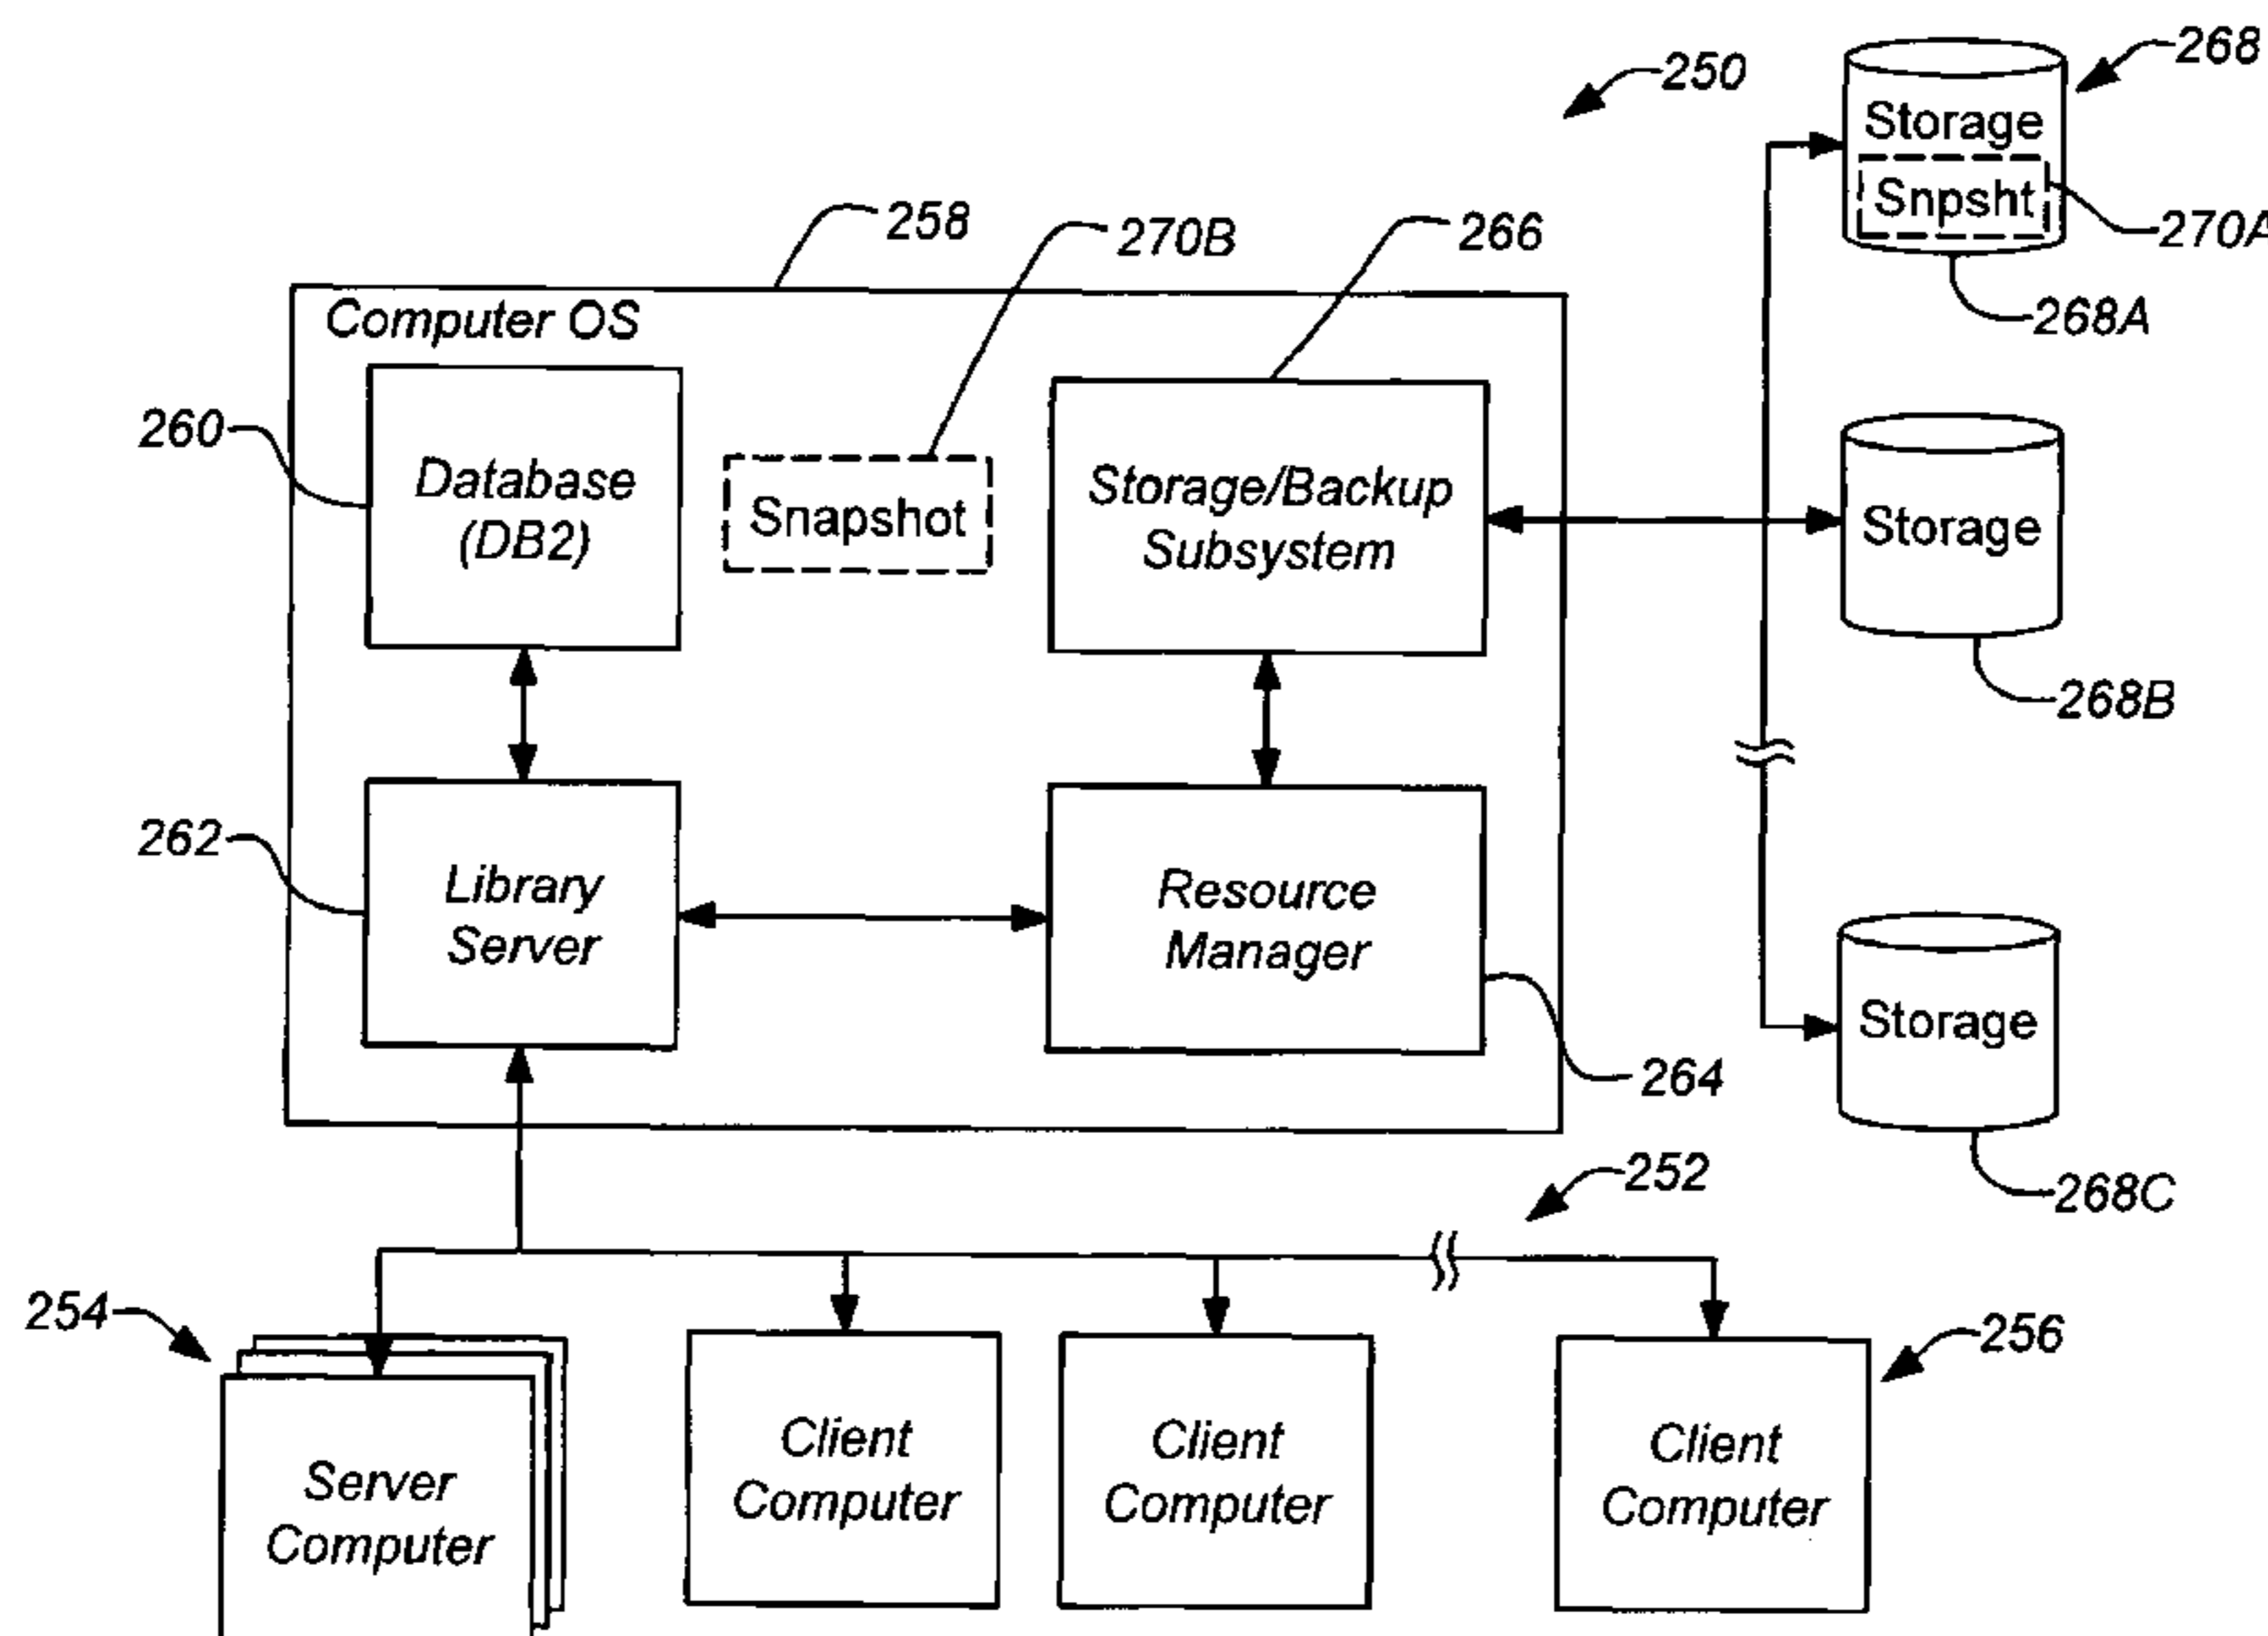 268
250
Storage
Snpsht
270A
268A
258
270B
266
Computer OS
260
Database
(DB2)
Snapshot
Storage/Backup
Subsystem
Storage
268B
262
Library
Server
Resource
Manager
264
Storage
268C
252
254
256
Server
Computer
Client
Computer
Client
Computer
Client
Computer